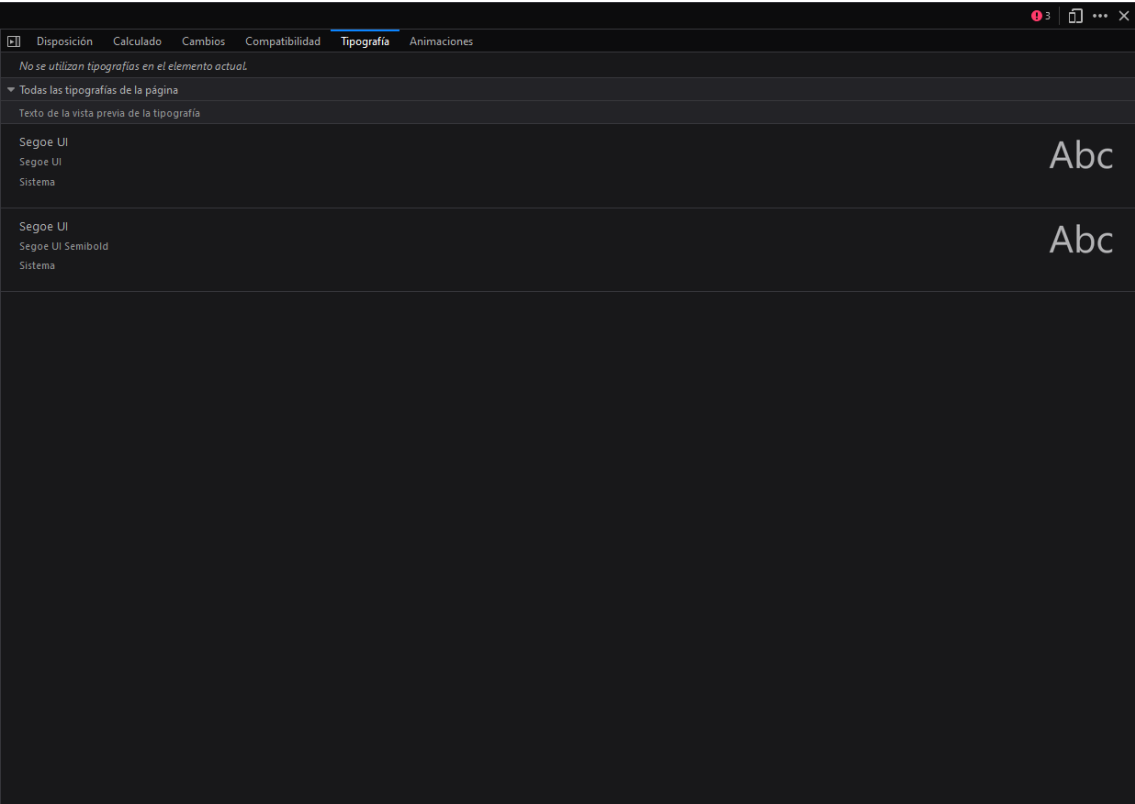 3
Disposición Calculado Cambios Compatibilidad Tipografía Animaciones
No se utilizan tipografías en el elemento actual.
Todas las tipografías de la página
Texto de la vista previa de la tipografía
Segoe UI
Abc
Segoe UI
Sistema
Segoe UI
Abc
Segoe UI Semibold
Sistema